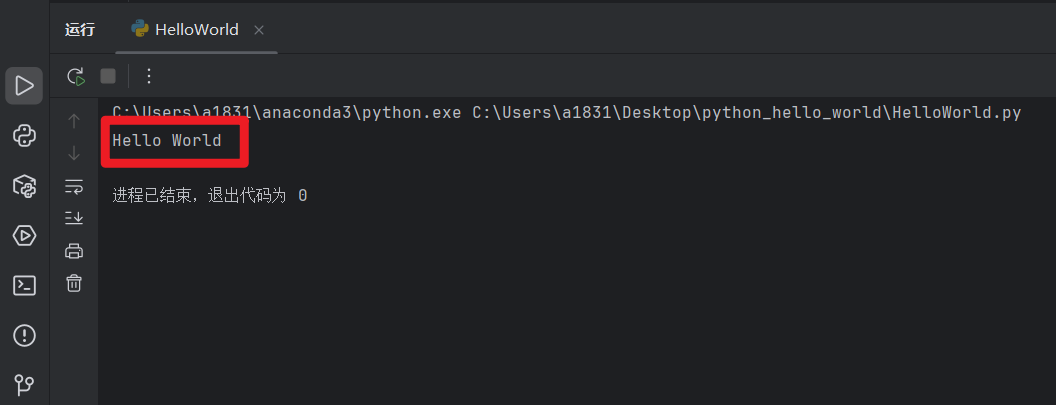 运行 HelloWorld
C:\Users\a1831\anaconda3\python.exe C:\Users\a1831\Desktop\python_hello_world\HelloWorld.py
Hello World
进程已结束，退出代码为 0